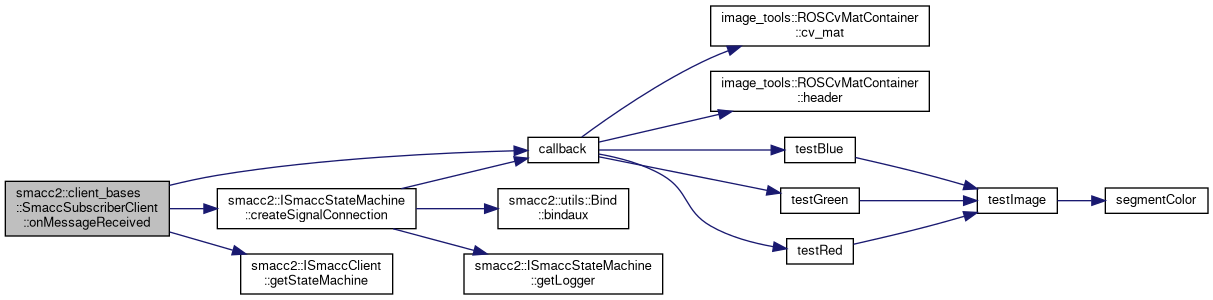 smacc2::client_bases
::SmaccSubscriberClient
::onMessageReceived
smacc2::ISmaccStateMachine
::createSignalConnection
smacc2::ISmaccClient
::getStateMachine
callback
smacc2::utils::Bind
::bindaux
smacc2::ISmaccStateMachine
::getLogger
image_tools::ROSCvMatContainer
::cv_mat
image_tools::ROSCvMatContainer
::header
testBlue
testGreen
testRed
testImage
segmentColor